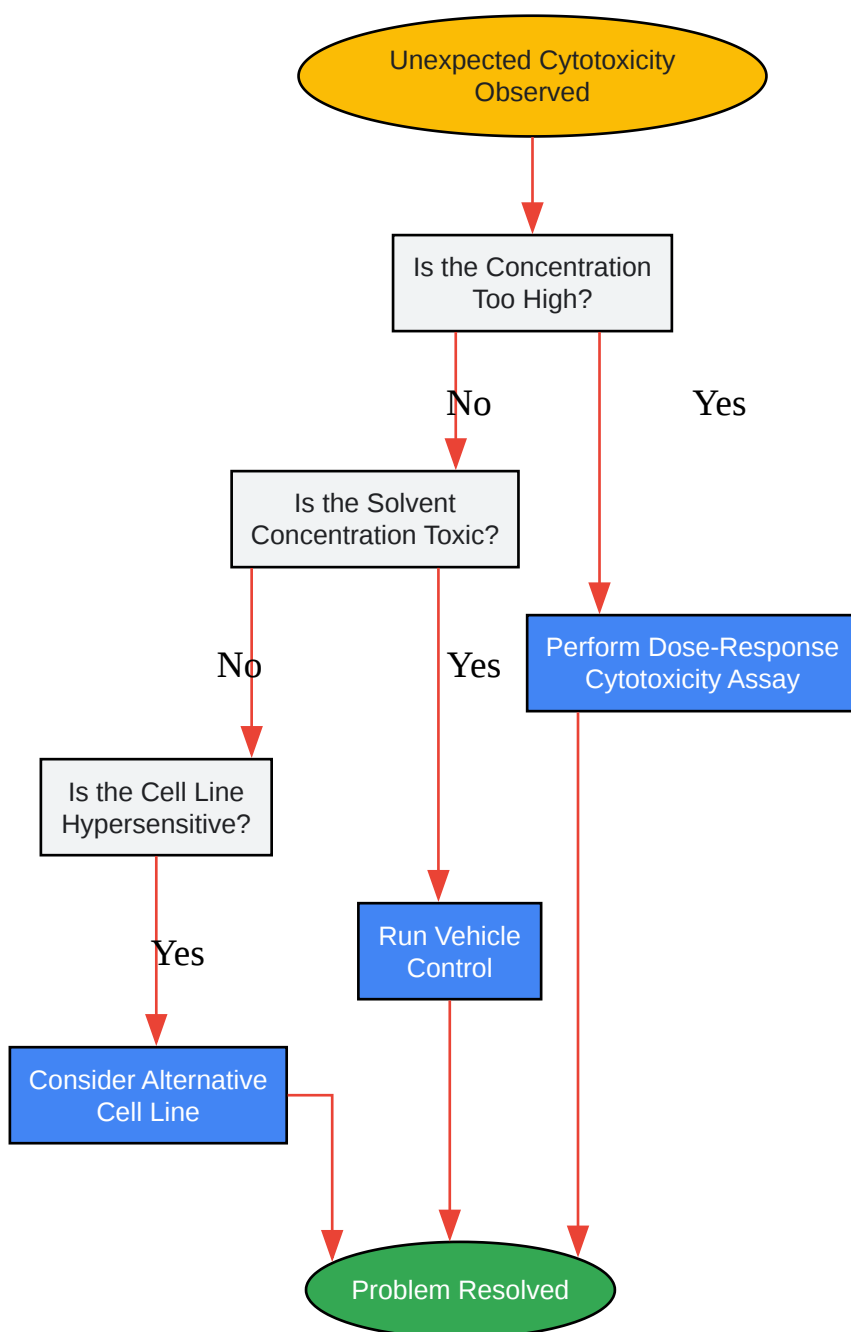 Unexpected Cytotoxicity
Observed
Is the Concentration
Too High?
No
Yes
Is the Solvent
Concentration Toxic?
No
Yes
Perform Dose-Response
Cytotoxicity Assay
Is the Cell Line
Hypersensitive?
Run Vehicle
Control
Yes
Consider Alternative
Cell Line
Problem Resolved